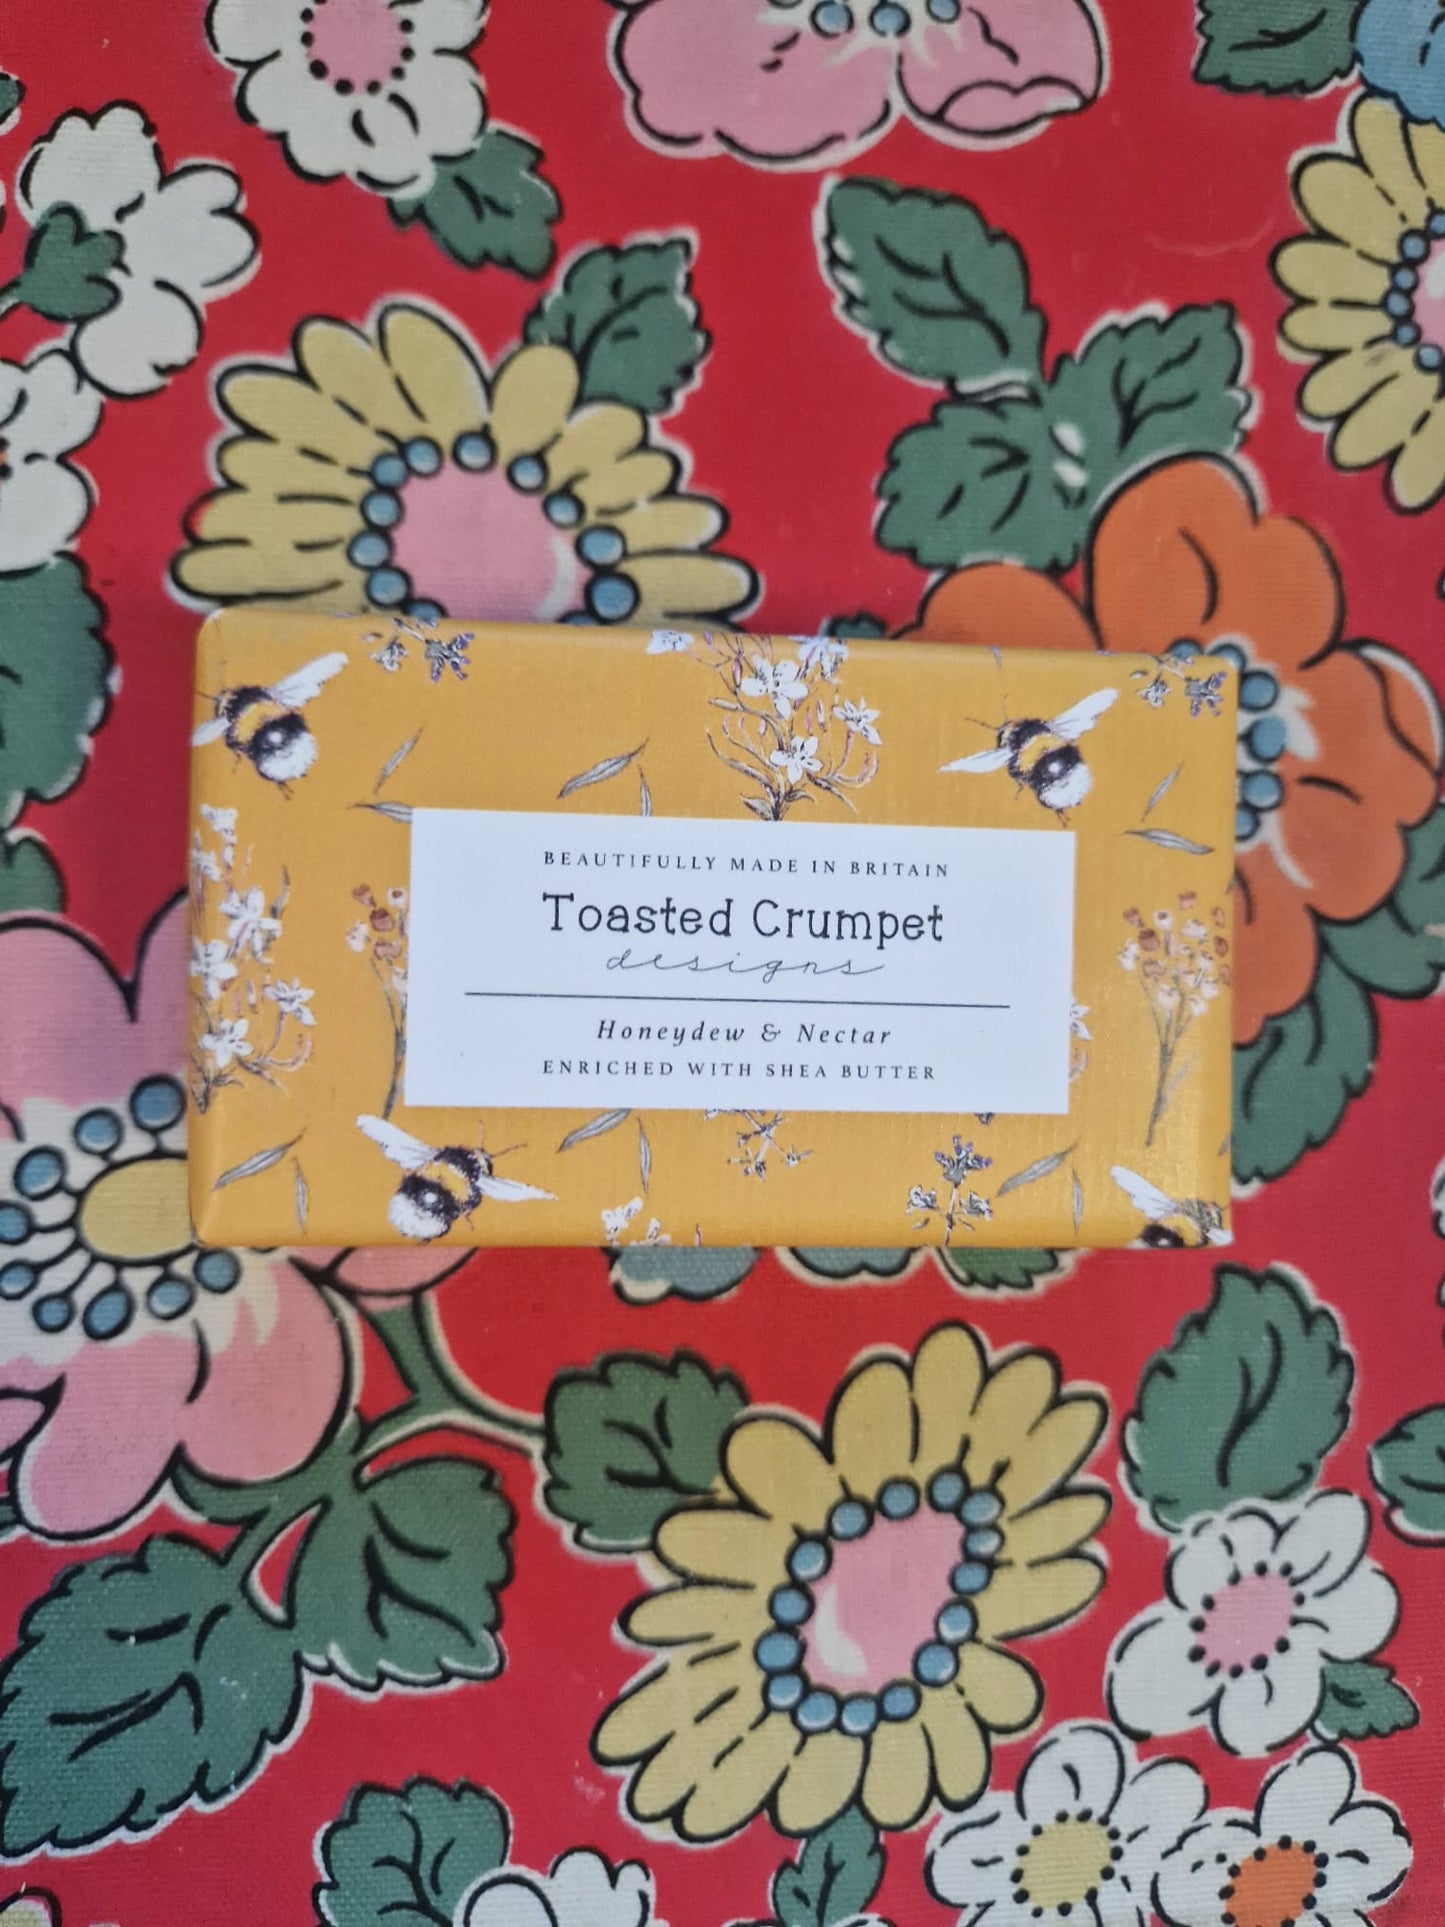 BEAUTIFULLY MADE IN BRITAIN
Toasted Crumpet
designs
Honeydew & Nectar
ENRICHED WITH SHEA BUTTER